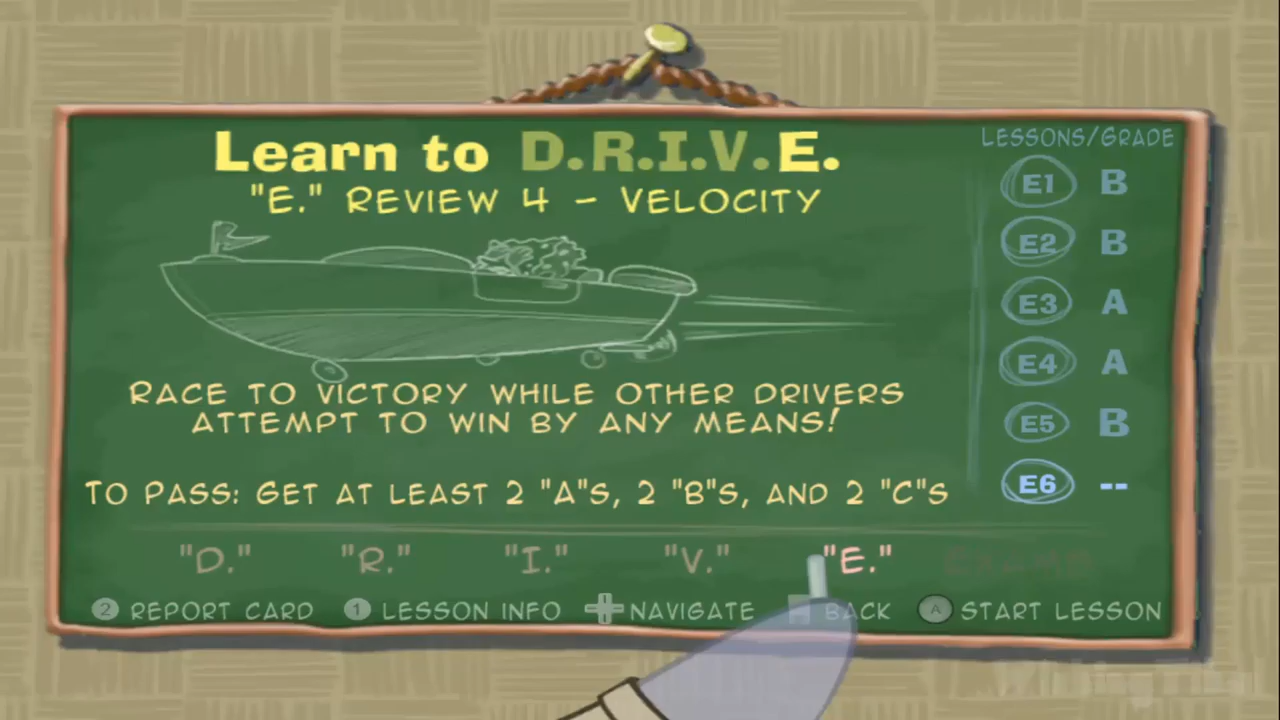 Learn to D.R.I.V.E.
"E." Review 4 - Velocity
Race to victory while other drivers
attempt to win by any means!
To Pass: Get at least 2 "A"s, 2 "B"s, and 2 "C"s
Lessons/Grade
E1 B
E2 B
E3 A
E4 A
E5 B
E6 --
"D." "R." "I." "V." "E."
2 Report Card 1 Lesson Info Navigate Back A Start Lesson